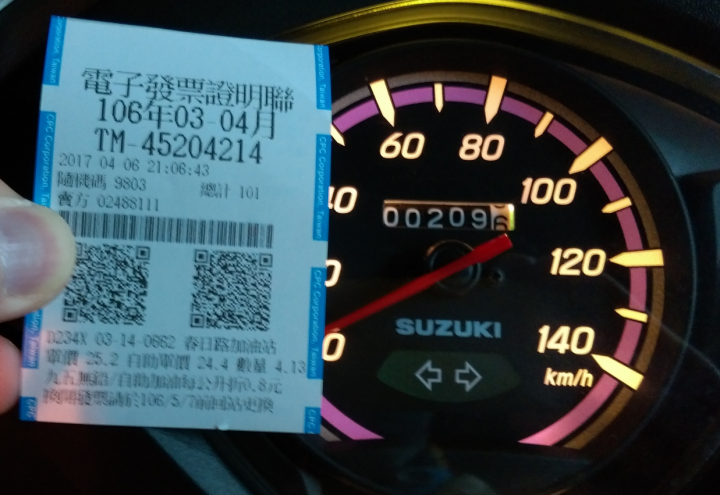 電子發票證明聯
106年03-04月
TM-45204214
2017 04 06 21:06:43
隨機碼 9803 總計 101
賣方 02488111
D234X 03-14-0662 春日路加油站
單價 25.2 自助單價 24.4 數量 4.13
九五無鉛/自助加油每公升折0.8元
CPC Corporation, Taiwan
60
80
100
120
140
km/h
00209
SUZUKI